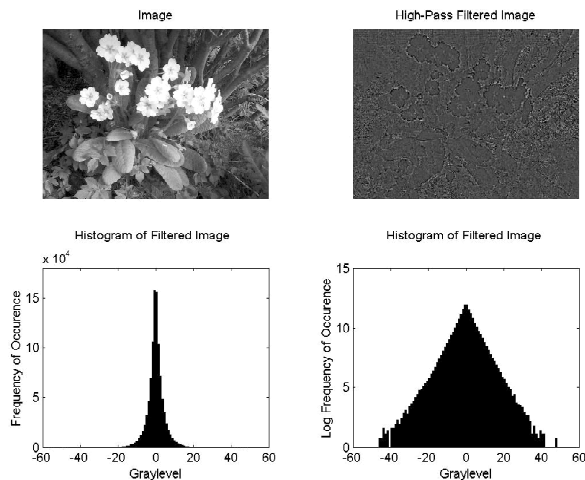 Image
High-Pass Filtered Image
Histogram of Filtered Image
x 10^4
15
10
5
0
Frequency of Occurence
-60 -40 -20 0 20 40 60
Graylevel
Histogram of Filtered Image
15
10
5
0
Log Frequency of Occurence
-60 -40 -20 0 20 40 60
Graylevel